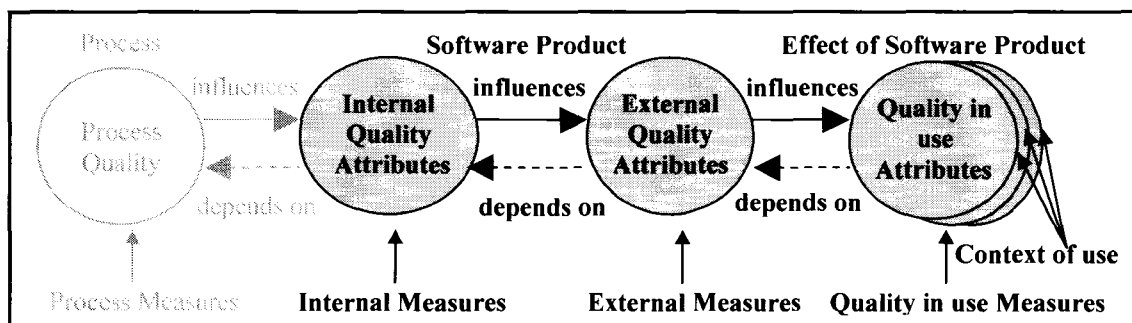 Process
Software Product
Effect of Software Product
influences
influences
influences
Process
Quality
Internal
Quality
Attributes
External
Quality
Attributes
Quality in
use
Attributes
depends on
depends on
depends on
Context of use
Process Measures
Internal Measures
External Measures
Quality in use Measures